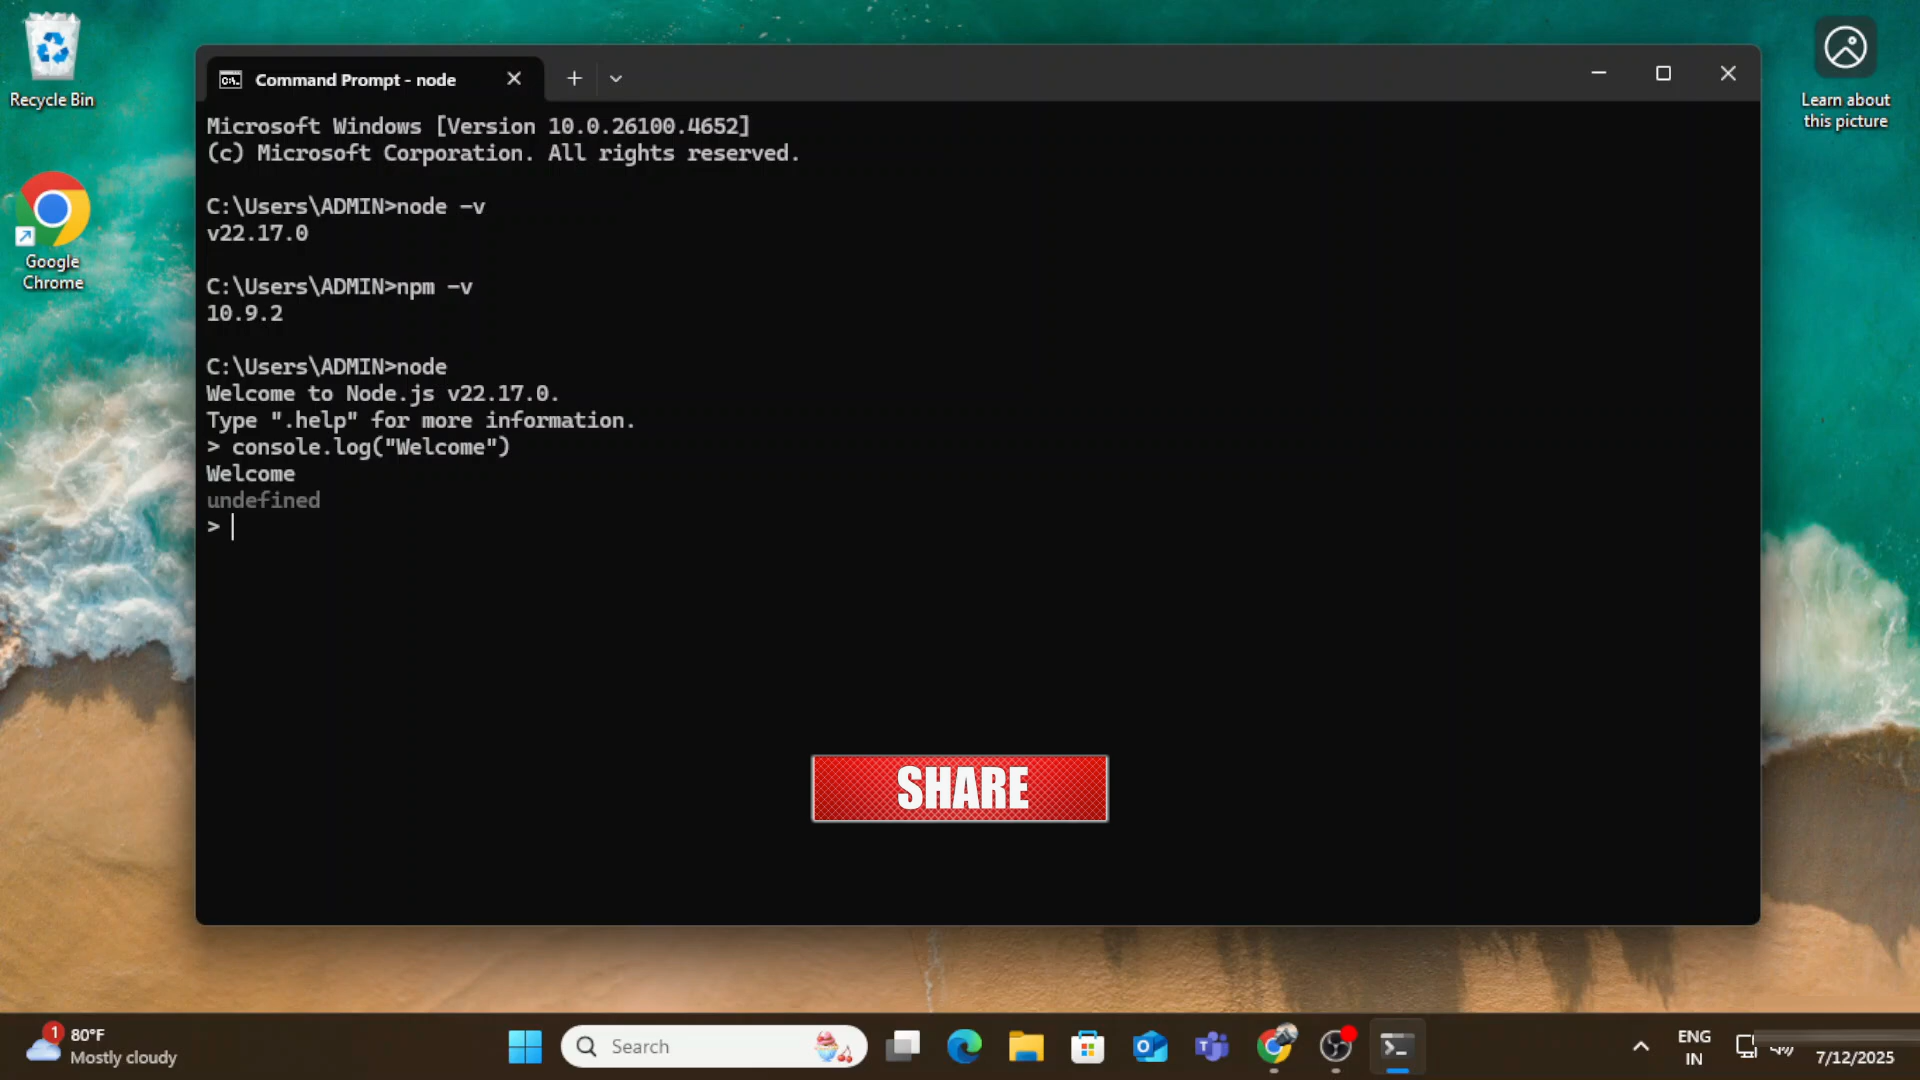 Recycle Bin
Google
Chrome
Learn about
this picture
Command Prompt - node
Microsoft Windows [Version 10.0.26100.4652]
(c) Microsoft Corporation. All rights reserved.
C:\Users\ADMIN>node -v
v22.17.0
C:\Users\ADMIN>npm -v
10.9.2
C:\Users\ADMIN>node
Welcome to Node.js v22.17.0.
Type ".help" for more information.
> console.log("Welcome")
Welcome
undefined
>
SHARE
1
80°F
Mostly cloudy
Search
ENG
IN
7/12/2025